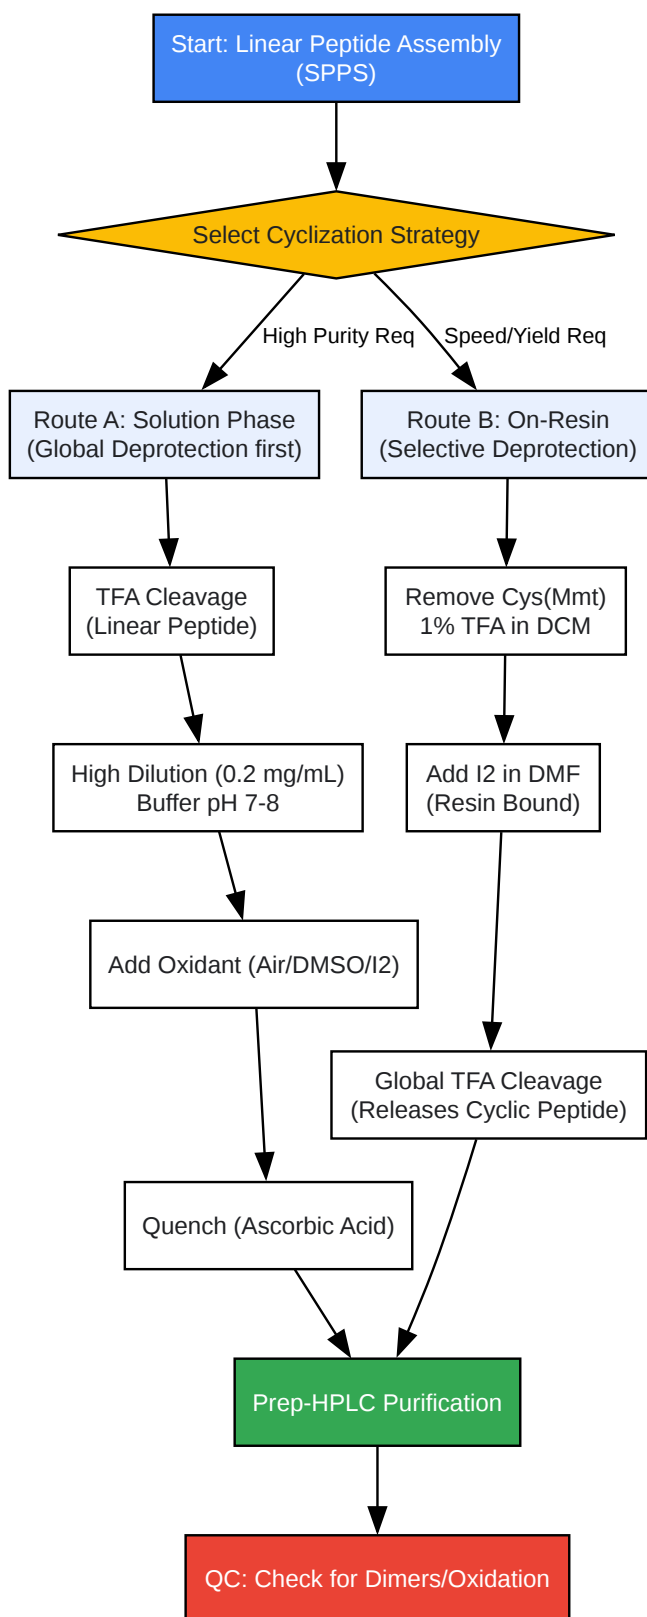 Start: Linear Peptide Assembly
(SPPS)
Select Cyclization Strategy
High Purity Req
Speed/Yield Req
Route A: Solution Phase
(Global Deprotection first)
Route B: On-Resin
(Selective Deprotection)
TFA Cleavage
(Linear Peptide)
Remove Cys(Mmt)
1% TFA in DCM
High Dilution (0.2 mg/mL)
Buffer pH 7-8
Add I2 in DMF
(Resin Bound)
Add Oxidant (Air/DMSO/I2)
Global TFA Cleavage
(Releases Cyclic Peptide)
Quench (Ascorbic Acid)
Prep-HPLC Purification
QC: Check for Dimers/Oxidation